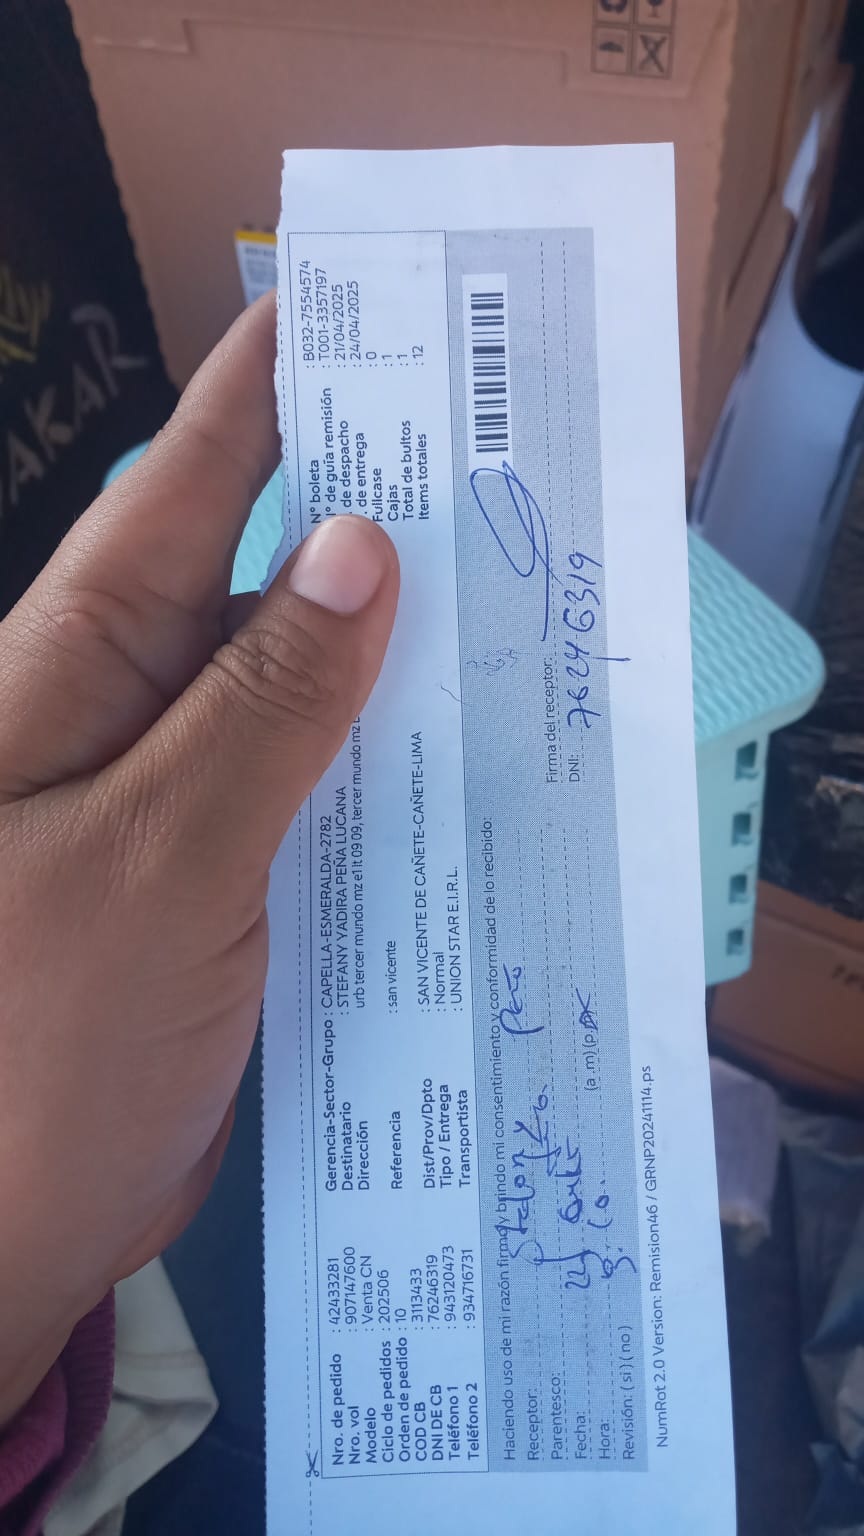 Nro. de pedido : 42433281
Nro. vol : 907147600
Modelo : Venta CN
Ciclo de pedidos : 202506
Orden de pedido : 10
COD CB : 3113433
DNI DE CB : 76246319
Teléfono 1 : 943120473
Teléfono 2 : 934716731
Gerencia-Sector-Grupo : CAPELLA-ESMERALDA-2782
Destinatario : STEFANY YADIRA PEÑA LUCANA
Dirección urb tercer mundo mz e1 lt 09 09, tercer mundo mz
Referencia : san vicente
Dist/Prov/Dpto : SAN VICENTE DE CAÑETE-CAÑETE-LIMA
Tipo / Entrega : Normal
Transportista : UNION STAR E.I.R.L.
N° boleta : B032-7554574
° de guía remisión : T001-3357197
. de despacho : 21/04/2025
. de entrega : 24/04/2025
Fullcase : 0
Cajas : 1
Total de bultos : 1
Items totales : 12
Haciendo uso de mi razón firmo y brindo mi consentimiento y conformidad de lo recibido:
Receptor:
Parentesco:
Fecha:
Hora: (a .m) (p.
Revisión: ( si ) ( no )
Firma del receptor:
DNI: 76246319
NumRot 2.0 Version: Remision46 / GRNP20241114.ps
AKAR